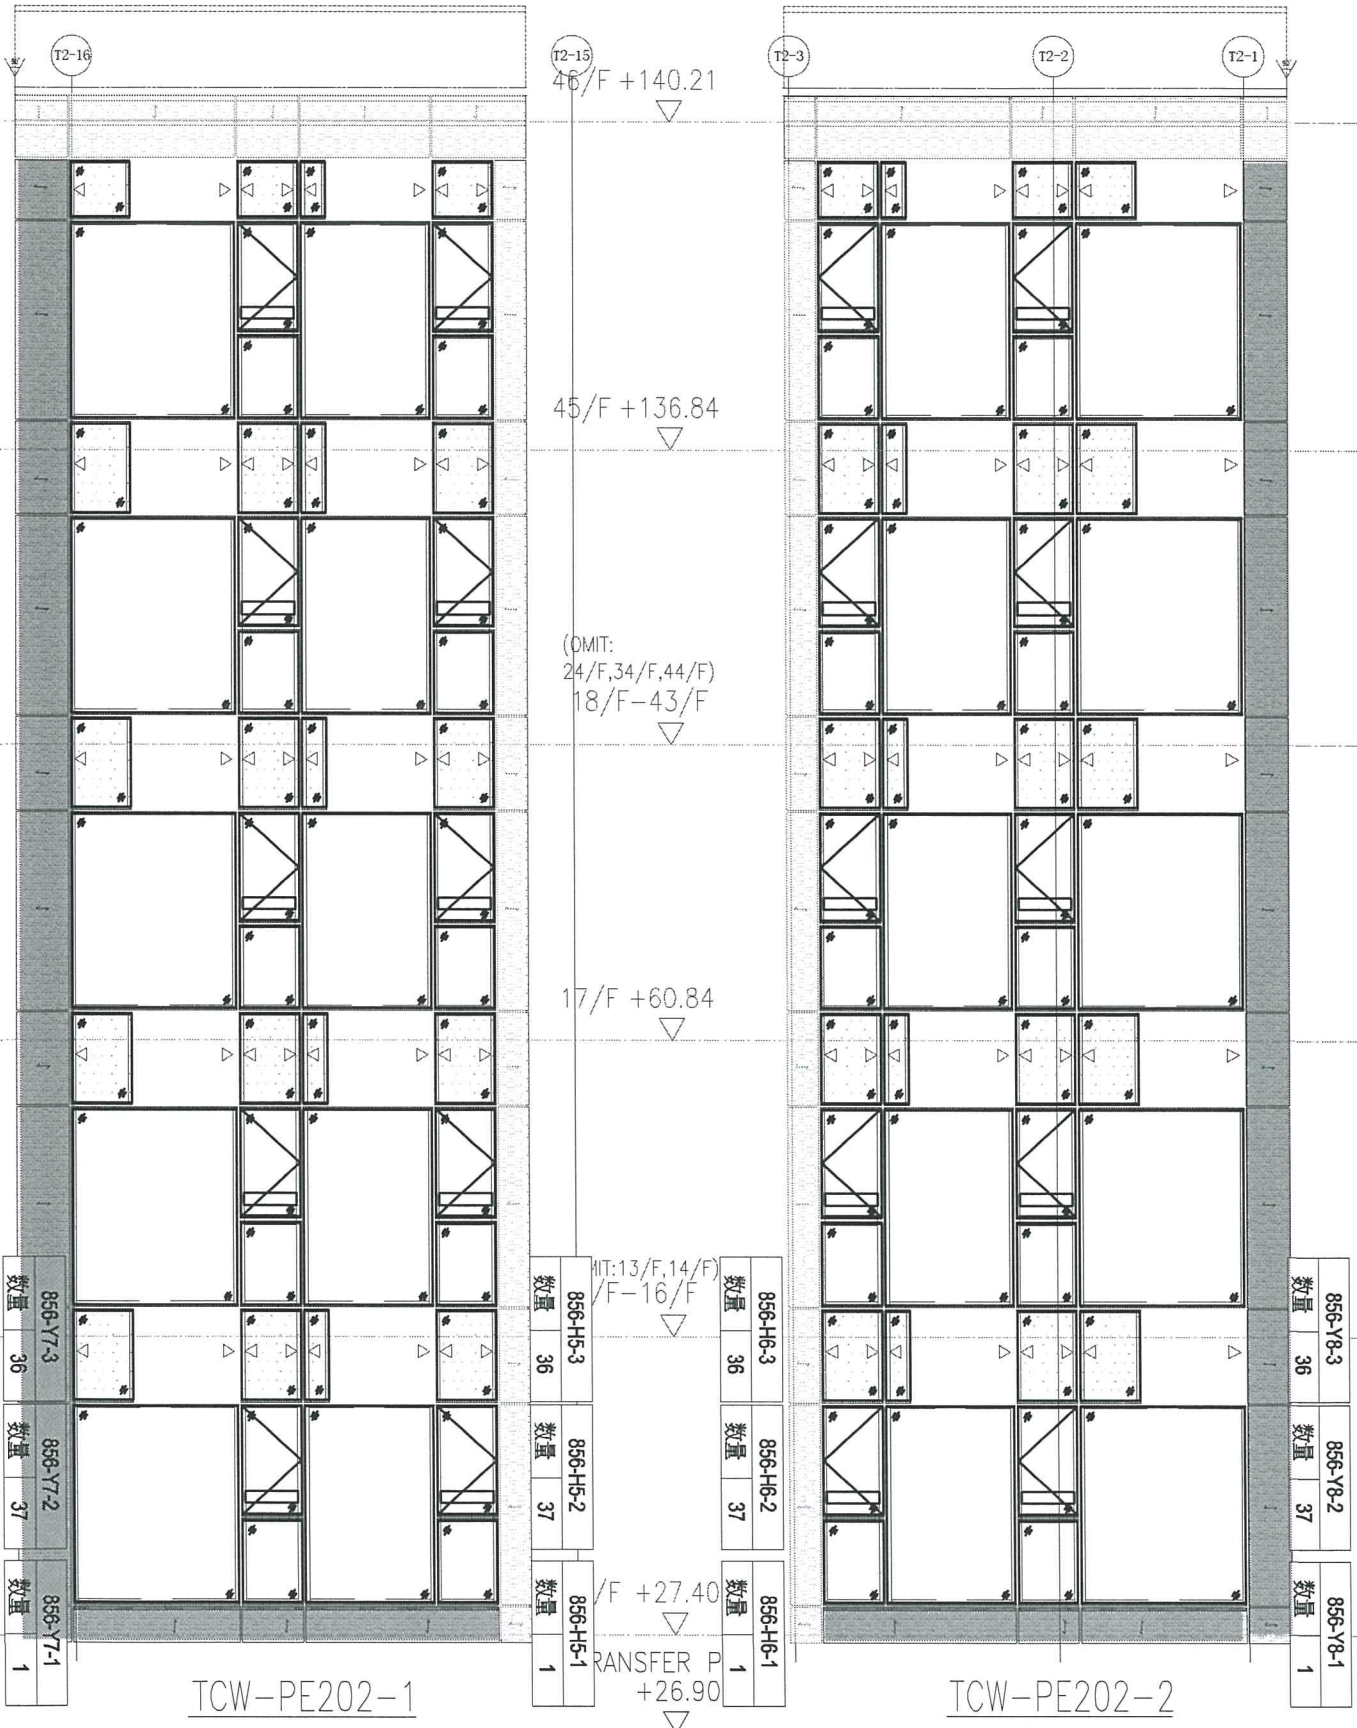 T2-16
T2-15
T2-3
T2-2
T2-1
46/F +140.21
45/F +136.84
(OMIT:
24/F,34/F,44/F)
18/F-43/F
17/F +60.84
MIT:13/F,14/F)
/F-16/F
/F +27.40
RANSFER P
+26.90
856-Y7-3
数量 36
856-Y7-2
数量 37
856-Y7-1
数量 1
856-H5-3
数量 36
856-H5-2
数量 37
856-H5-1
数量 1
856-H6-3
数量 36
856-H6-2
数量 37
856-H6-1
数量 1
856-Y8-3
数量 36
856-Y8-2
数量 37
856-Y8-1
数量 1
TCW-PE202-1
TCW-PE202-2